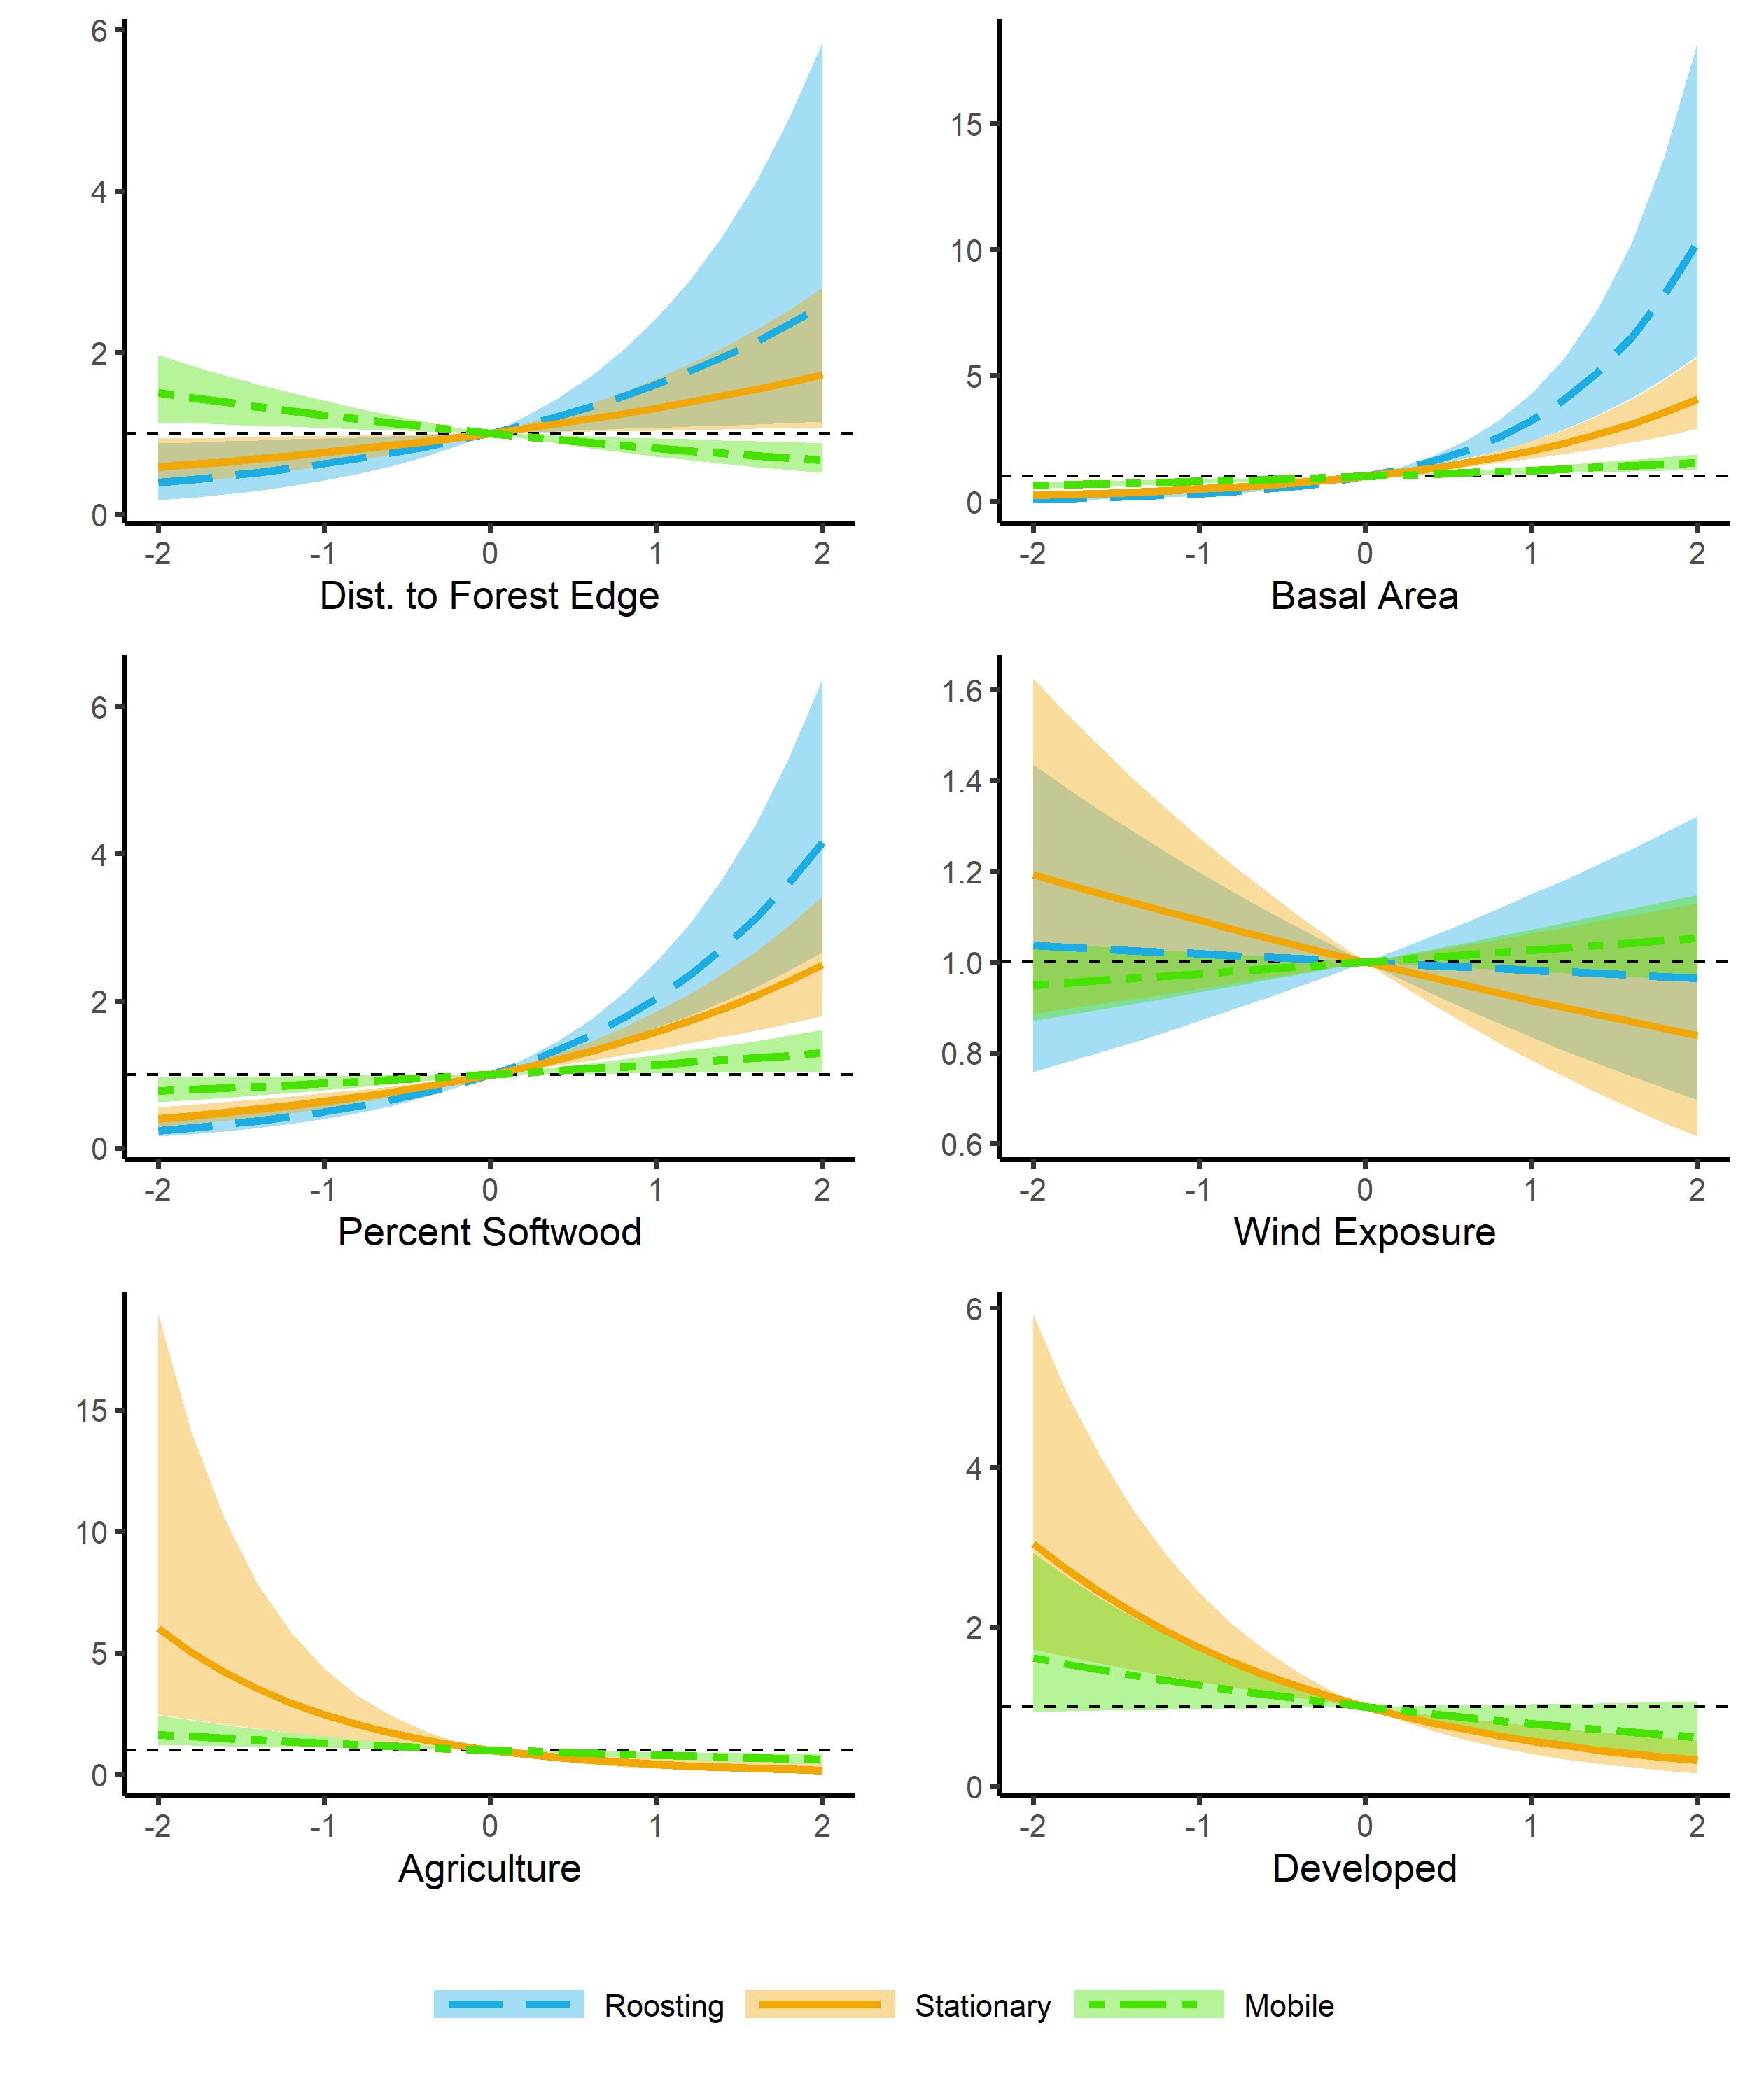 6
4
2
0
-2 -1 0 1 2
Dist. to Forest Edge
15
10
5
0
-2 -1 0 1 2
Basal Area
6
4
2
0
-2 -1 0 1 2
Percent Softwood
1.6
1.4
1.2
1.0
0.8
0.6
-2 -1 0 1 2
Wind Exposure
15
10
5
0
-2 -1 0 1 2
Agriculture
6
4
2
0
-2 -1 0 1 2
Developed
Roosting Stationary Mobile